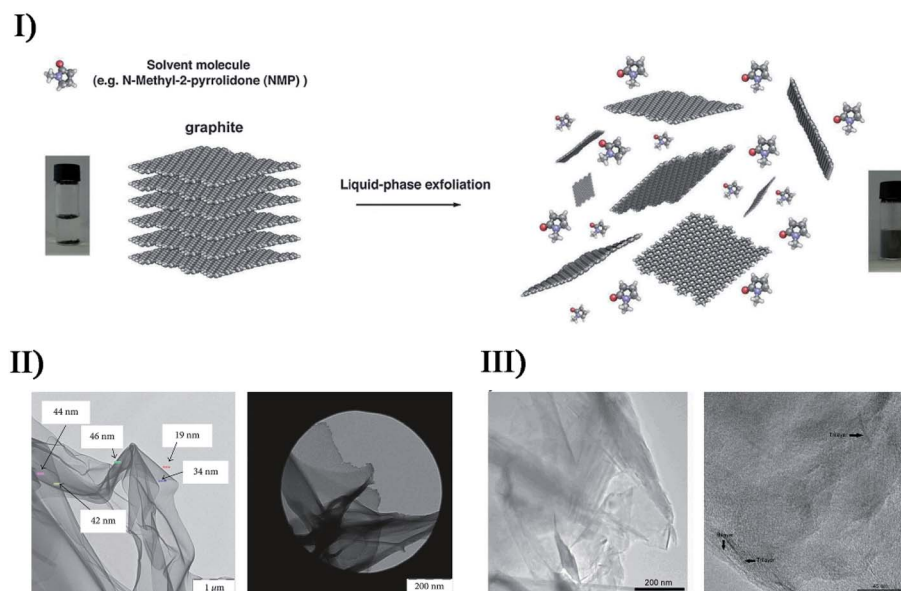 I)
Solvent molecule
(e.g. N-Methyl-2-pyrrolidone (NMP) )
graphite
Liquid-phase exfoliation
II)
44 nm
46 nm
19 nm
34 nm
42 nm
1 µm
200 nm
III)
200 nm